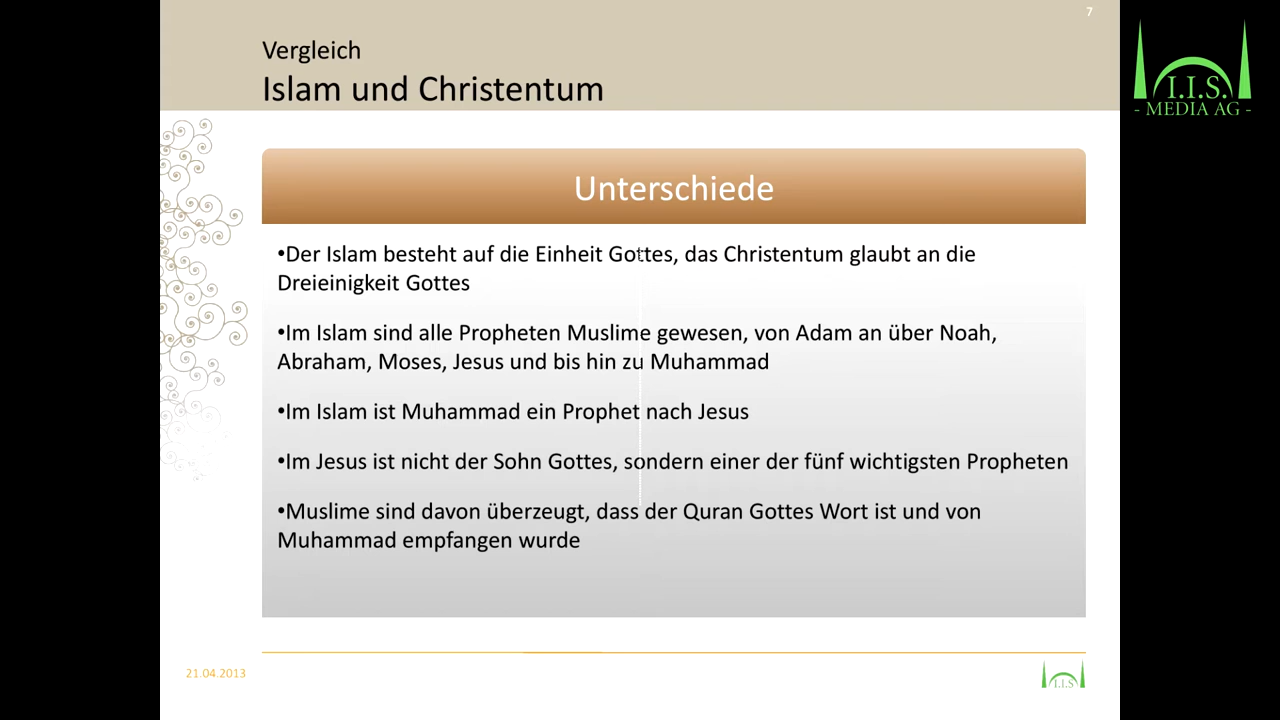 7
Vergleich
Islam und Christentum
I.I.S.
- MEDIA AG -
Unterschiede
•Der Islam besteht auf die Einheit Gottes, das Christentum glaubt an die
Dreieinigkeit Gottes
•Im Islam sind alle Propheten Muslime gewesen, von Adam an über Noah,
Abraham, Moses, Jesus und bis hin zu Muhammad
•Im Islam ist Muhammad ein Prophet nach Jesus
•Im Jesus ist nicht der Sohn Gottes, sondern einer der fünf wichtigsten Propheten
•Muslime sind davon überzeugt, dass der Quran Gottes Wort ist und von
Muhammad empfangen wurde
21.04.2013
I.I.S